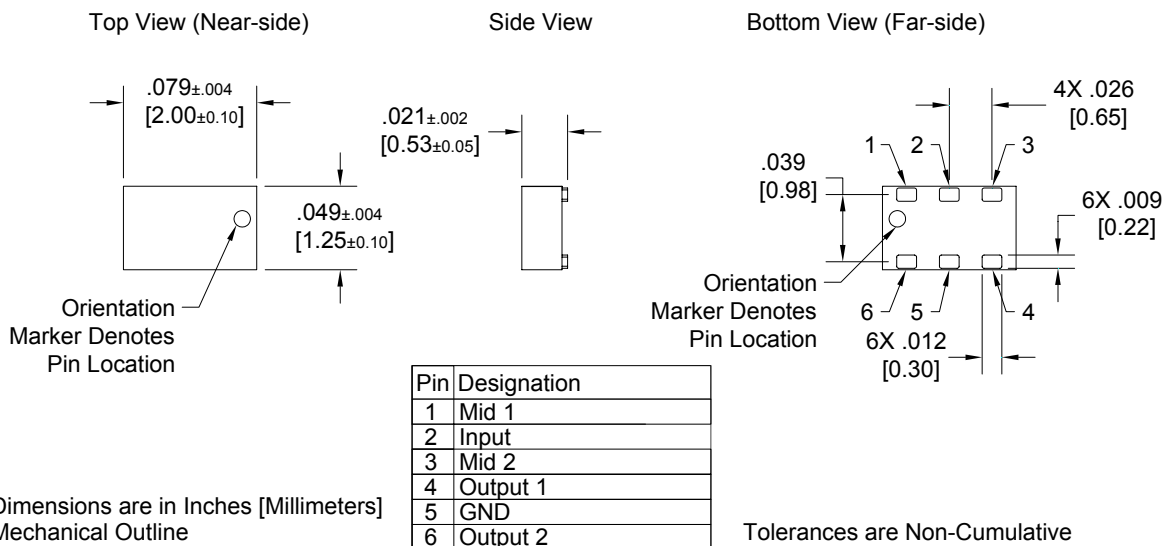 Top View (Near-side)
Side View
Bottom View (Far-side)
.079±.004
[2.00±0.10]
.021±.002
[0.53±0.05]
4X .026
[0.65]
1
2
3
.039
[0.98]
6X .009
[0.22]
.049±.004
[1.25±0.10]
Orientation
Marker Denotes
Pin Location
Orientation
Marker Denotes
Pin Location
6
5
4
6X .012
[0.30]
Pin Designation
1 Mid 1
2 Input
3 Mid 2
4 Output 1
5 GND
6 Output 2
Dimensions are in Inches [Millimeters]
Mechanical Outline
Tolerances are Non-Cumulative